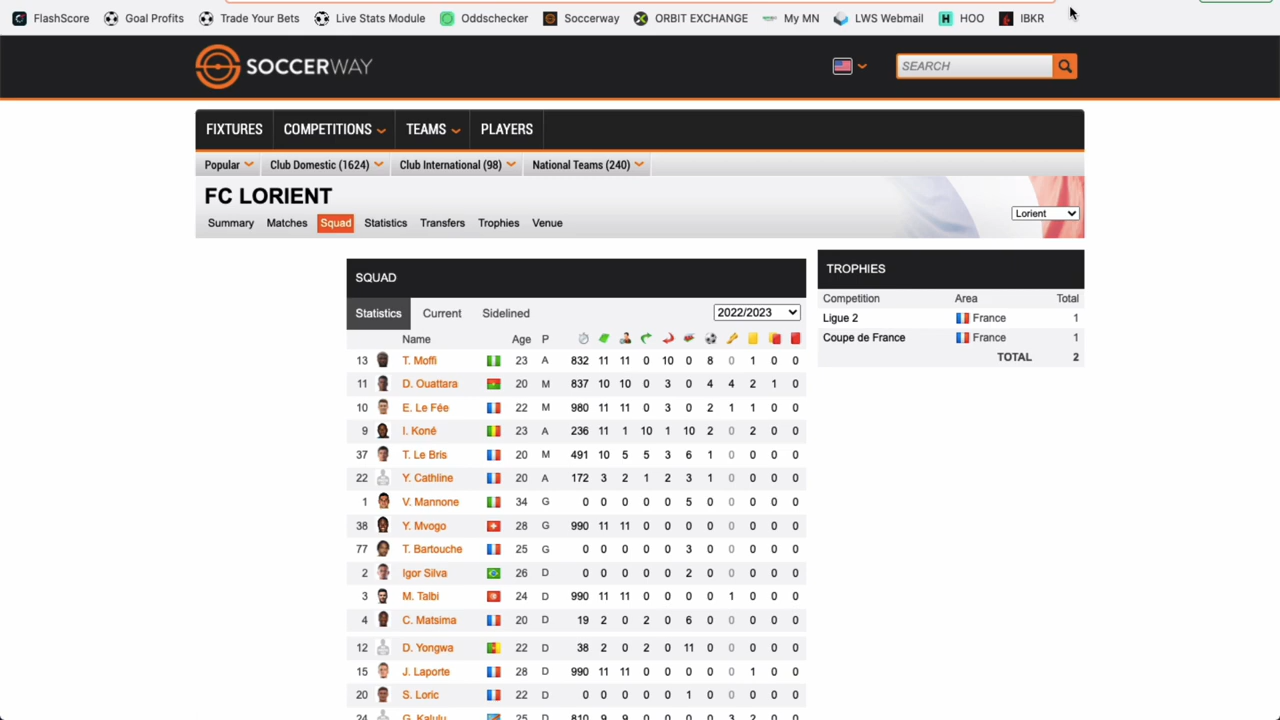 FlashScore Goal Profits Trade Your Bets Live Stats Module Oddschecker Soccerway ORBIT EXCHANGE My MN LWS Webmail HOO IBKR
SOCCERWAY
SEARCH
FIXTURES COMPETITIONS TEAMS PLAYERS
Popular Club Domestic (1624) Club International (98) National Teams (240)
FC LORIENT
Lorient
Summary Matches Squad Statistics Transfers Trophies Venue
SQUAD
Statistics Current Sidelined 2022/2023
Name Age P
13 T. Moffi 23 A 832 11 11 0 10 0 8 0 1 0 0
11 D. Ouattara 20 M 837 10 10 0 3 0 4 4 2 1 0
10 E. Le Fée 22 M 980 11 11 0 3 0 2 1 1 0 0
9 I. Koné 23 A 236 11 1 10 1 10 2 0 2 0 0
37 T. Le Bris 20 M 491 10 5 5 3 6 1 0 0 0 0
22 Y. Cathline 20 A 172 3 2 1 2 3 1 0 0 0 0
1 V. Mannone 34 G 0 0 0 0 0 5 0 0 0 0 0
38 Y. Mvogo 28 G 990 11 11 0 0 0 0 0 0 0 0
77 T. Bartouche 25 G 0 0 0 0 0 3 0 0 0 0 0
2 Igor Silva 26 D 0 0 0 0 0 2 0 0 0 0 0
3 M. Talbi 24 D 990 11 11 0 0 0 0 1 0 0 0
4 C. Matsima 20 D 19 2 0 2 0 6 0 0 0 0 0
12 D. Yongwa 22 D 38 2 0 2 0 11 0 0 0 0 0
15 J. Laporte 28 D 990 11 11 0 0 0 0 0 1 0 0
20 S. Loric 22 D 0 0 0 0 0 1 0 0 0 0 0
24 G. Kalulu 25 D 810 9 9 0 0 0 0 3 2 0 0
TROPHIES
Competition Area Total
Ligue 2 France 1
Coupe de France France 1
TOTAL 2